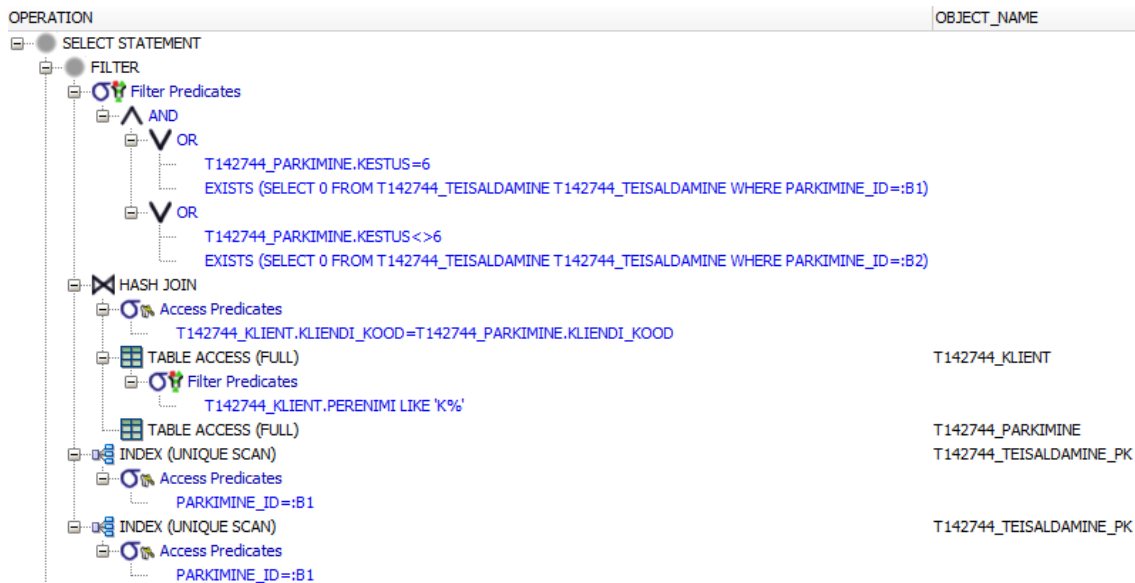 OPERATION OBJECT_NAME
SELECT STATEMENT
FILTER
Filter Predicates
AND
OR
T142744_PARKIMINE.KESTUS=6
EXISTS (SELECT 0 FROM T142744_TEISALDAMINE T142744_TEISALDAMINE WHERE PARKIMINE_ID=:B1)
OR
T142744_PARKIMINE.KESTUS<>6
EXISTS (SELECT 0 FROM T142744_TEISALDAMINE T142744_TEISALDAMINE WHERE PARKIMINE_ID=:B2)
HASH JOIN
Access Predicates
T142744_KLIENT.KLIENDI_KOOD=T142744_PARKIMINE.KLIENDI_KOOD
TABLE ACCESS (FULL) T142744_KLIENT
Filter Predicates
T142744_KLIENT.PERENIMI LIKE 'K%'
TABLE ACCESS (FULL) T142744_PARKIMINE
INDEX (UNIQUE SCAN) T142744_TEISALDAMINE_PK
Access Predicates
PARKIMINE_ID=:B1
INDEX (UNIQUE SCAN) T142744_TEISALDAMINE_PK
Access Predicates
PARKIMINE_ID=:B1